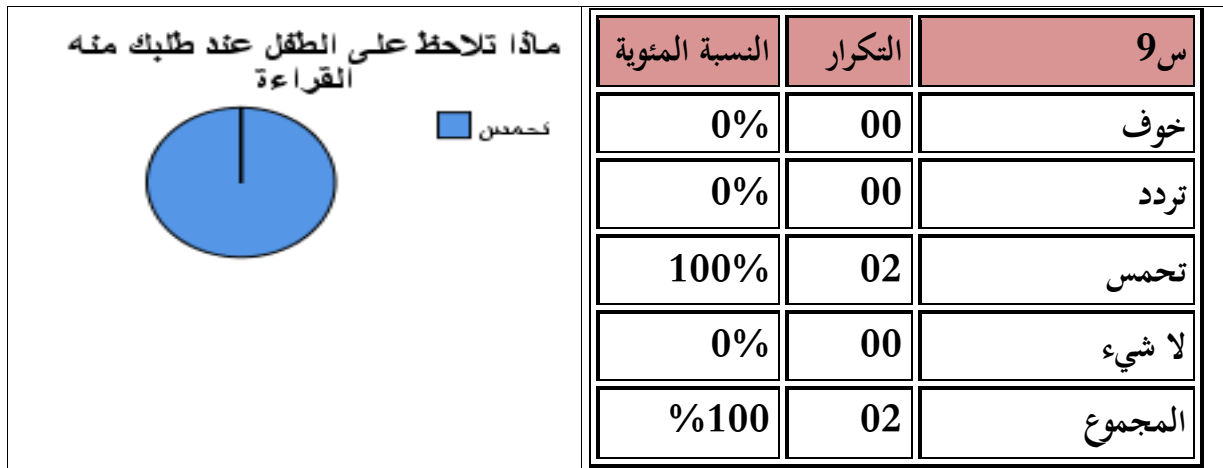 س9 التكرار النسبة المئوية
خوف 00 0%
تردد 00 0%
تحمس 02 100%
لا شيء 00 0%
المجموع 02 %100
ماذا تلاحظ على الطفل عند طلبك منه
القراءة
تحمس